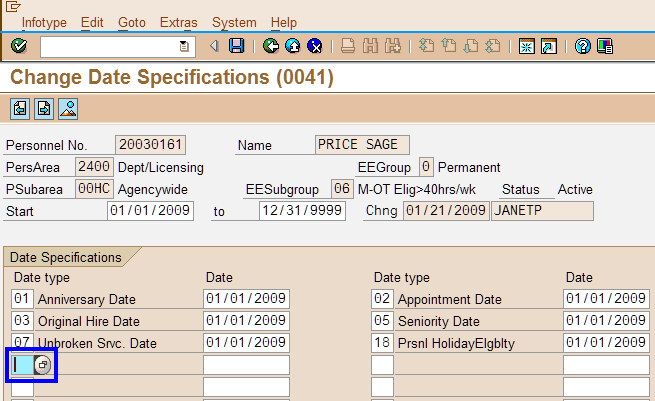 Infotype Edit Goto Extras System Help
Change Date Specifications (0041)
Personnel No. 20030161 Name PRICE SAGE
PersArea 2400 Dept/Licensing EEGroup 0 Permanent
PSubarea 00HC Agencywide EESubgroup 06 M-OT Elig>40hrs/wk Status Active
Start 01/01/2009 to 12/31/9999 Chng 01/21/2009 JANETP
Date Specifications
Date type Date Date type Date
01 Anniversary Date 01/01/2009 02 Appointment Date 01/01/2009
03 Original Hire Date 01/01/2009 05 Seniority Date 01/01/2009
07 Unbroken Srvc. Date 01/01/2009 18 Prsnl HolidayElgblty 01/01/2009